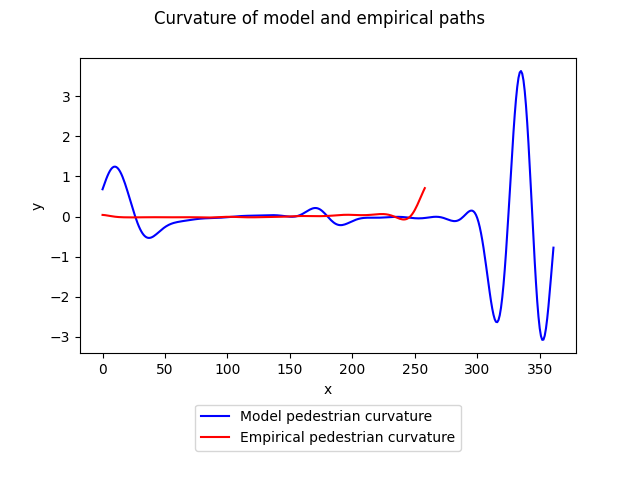 Curvature of model and empirical paths
3
2
1
0
−1
−2
−3
y
0 50 100 150 200 250 300 350
x
Model pedestrian curvature
Empirical pedestrian curvature